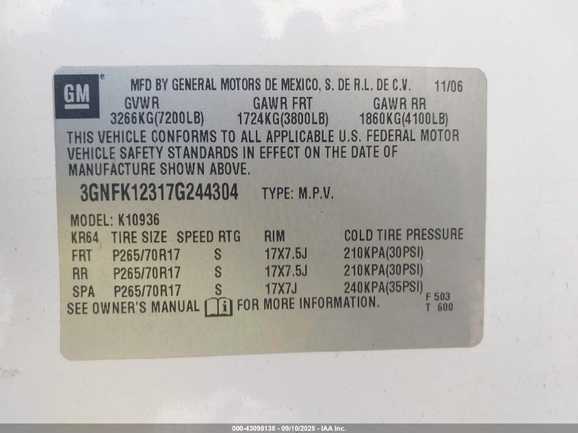 GM
MFD BY GENERAL MOTORS DE MEXICO, S. DE R.L. DE C.V. 11/06
GVWR GAWR FRT GAWR RR
3266KG(7200LB) 1724KG(3800LB) 1860KG(4100LB)
THIS VEHICLE CONFORMS TO ALL APPLICABLE U.S. FEDERAL MOTOR
VEHICLE SAFETY STANDARDS IN EFFECT ON THE DATE OF
MANUFACTURE SHOWN ABOVE.
3GNFK12317G244304 TYPE: M.P.V.
MODEL: K10936
KR64 TIRE SIZE SPEED RTG RIM COLD TIRE PRESSURE
FRT P265/70R17 S 17X7.5J 210KPA(30PSI)
RR P265/70R17 S 17X7.5J 210KPA(30PSI)
SPA P265/70R17 S 17X7J 240KPA(35PSI)
SEE OWNER'S MANUAL FOR MORE INFORMATION.
F 503
T 600
000-43098138 - 09/10/2025 - IAA Inc.